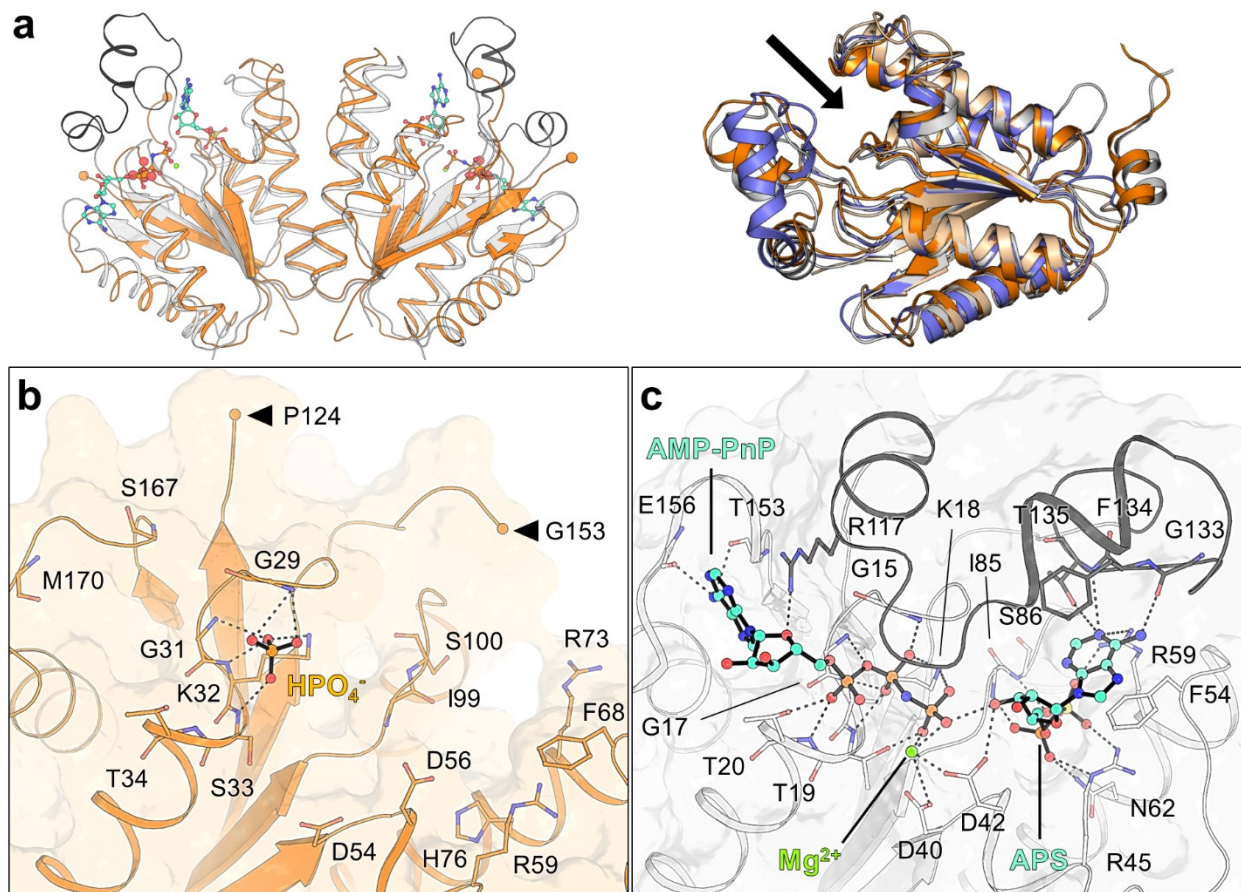 a
b
P124
S167
G153
G29
M170
S100
R73
G31
I99
K32
HPO₄⁻
F68
T34
D56
S33
D54
H76
R59
c
AMP-PnP
E156
T153
K18
T135
F134
R117
G133
G15
I85
S86
R59
F54
G17
T20
T19
N62
D42
Mg²⁺
D40
APS
R45